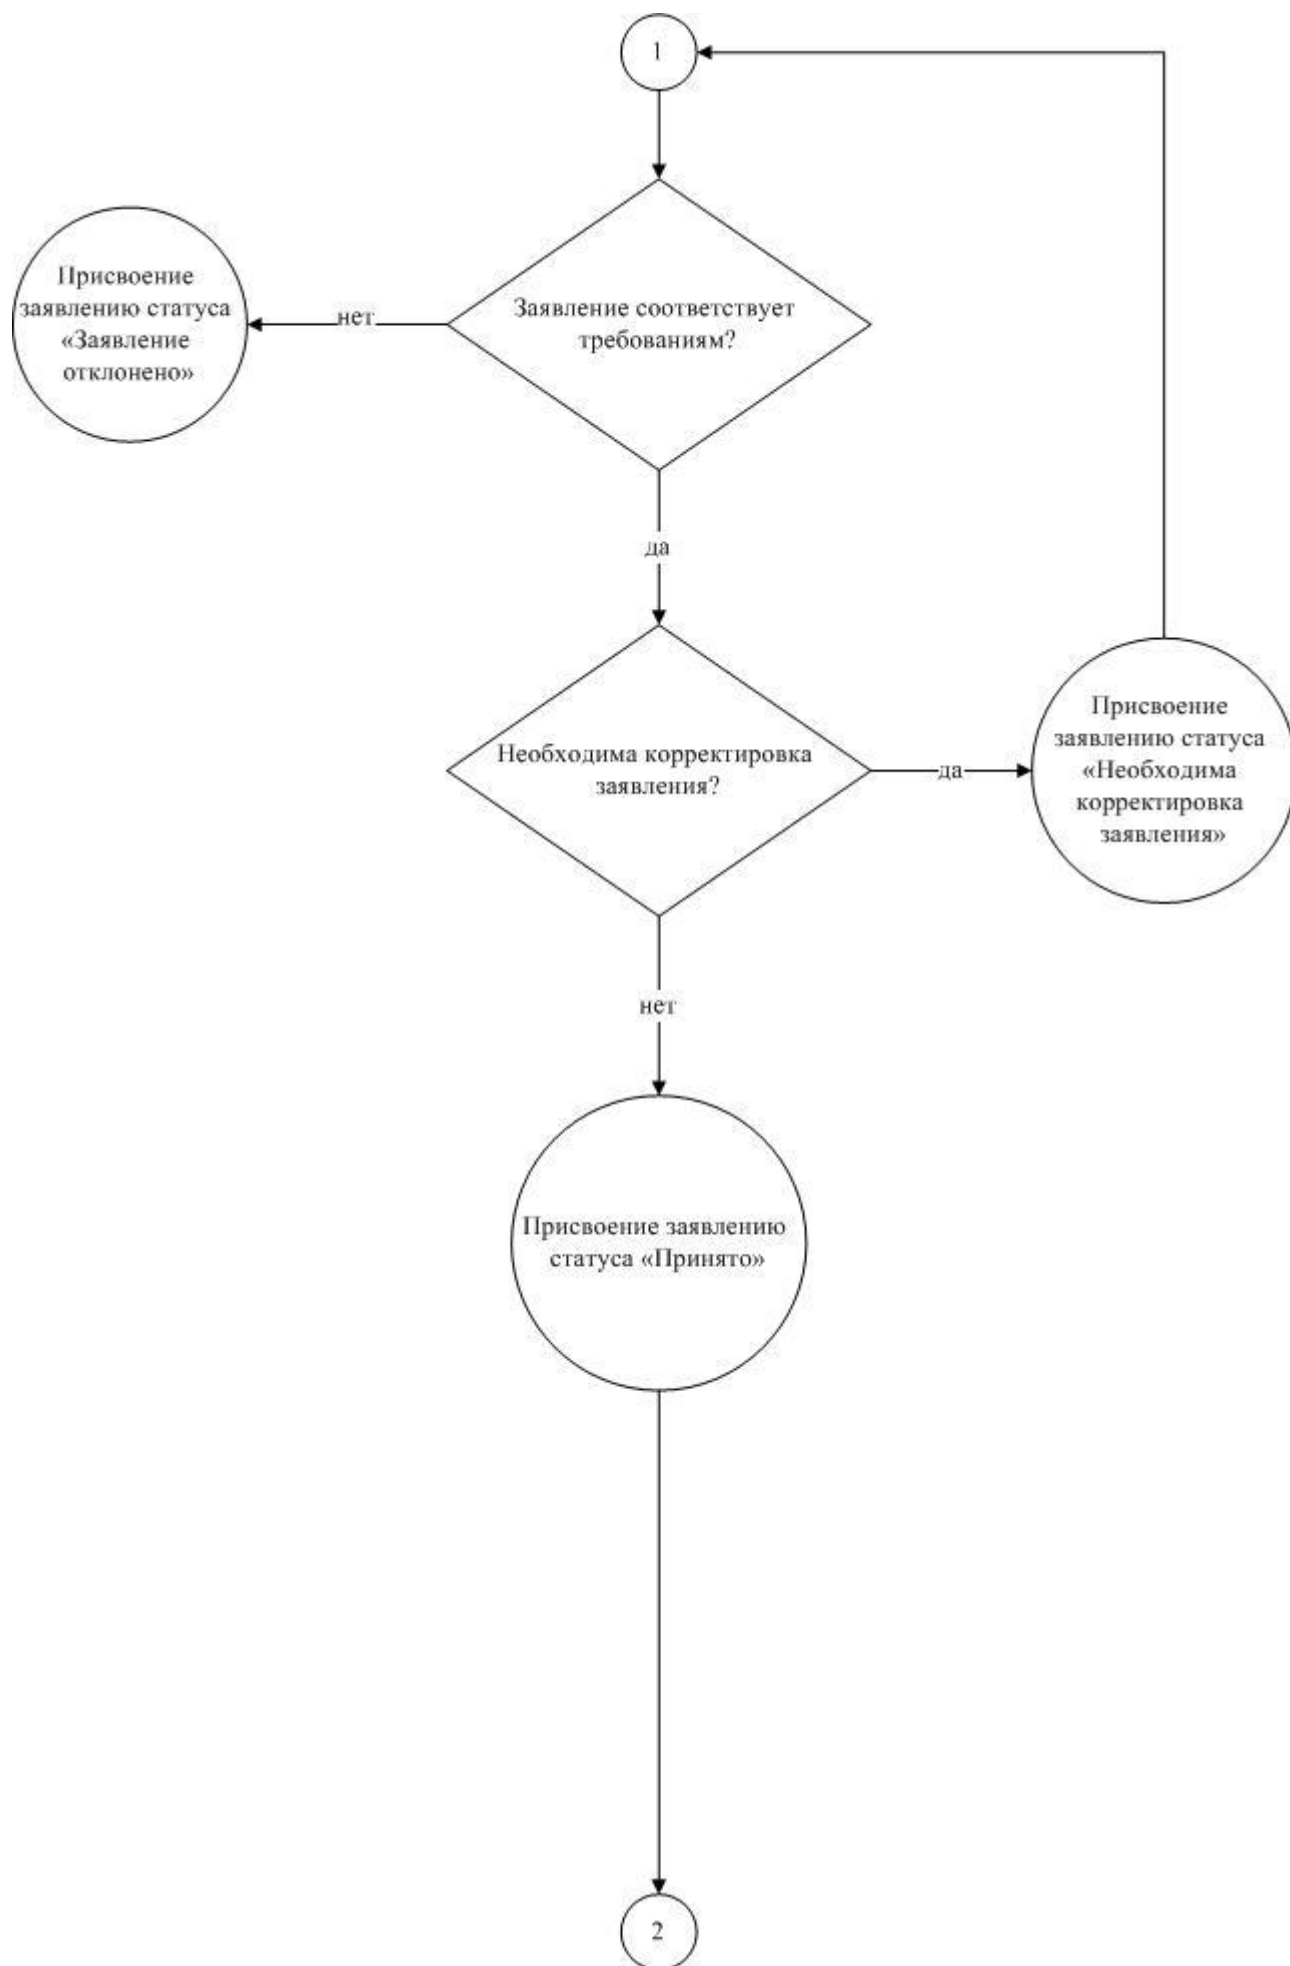 1
Присвоение
заявлению статуса
«Заявление
отклонено»
нет
Заявление соответствует
требованиям?
да
Необходима корректировка
заявления?
да
Присвоение
заявлению статуса
«Необходима
корректировка
заявления»
нет
Присвоение заявлению
статуса «Принято»
2